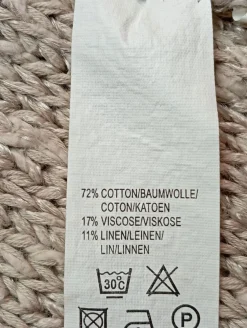 72% COTTON/BAUMWOLLE/
COTON/KATOEN
17% VISCOSE/VISKOSE
11% LINEN/LEINEN/
LIN/LINNEN
30°C
P